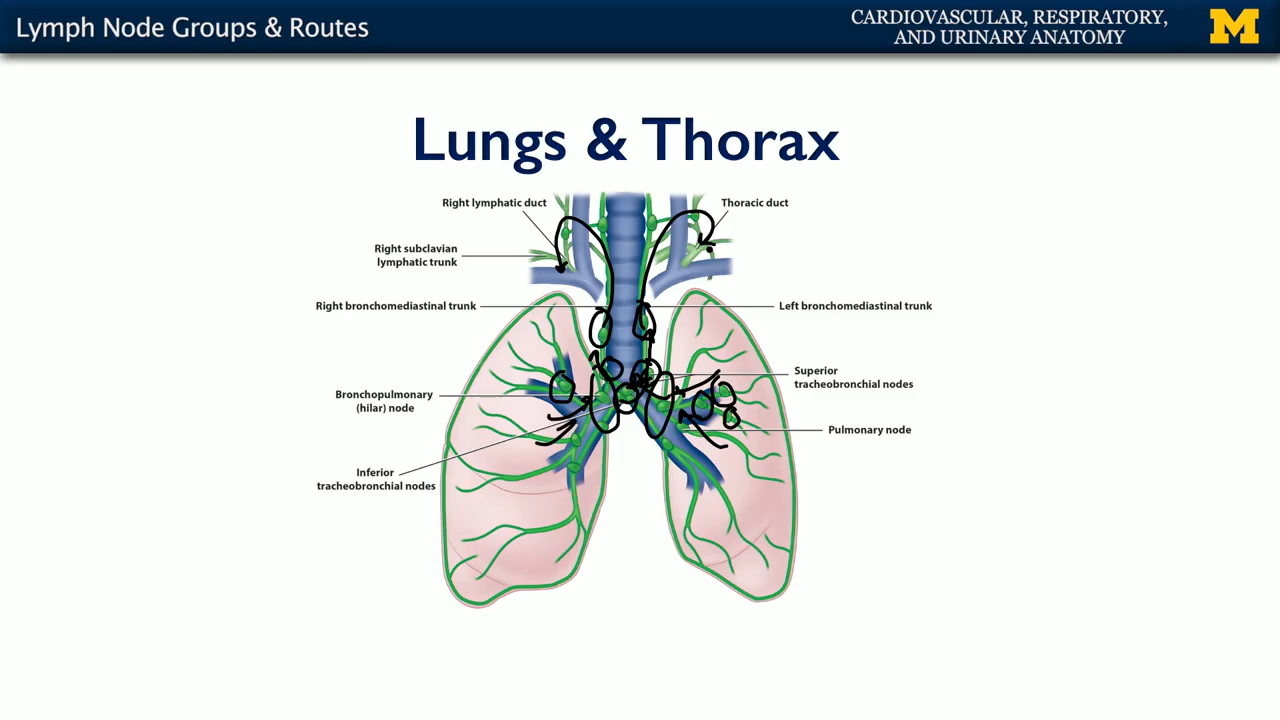 Lymph Node Groups & Routes
CARDIOVASCULAR, RESPIRATORY,
AND URINARY ANATOMY
M
Lungs & Thorax
Right lymphatic duct
Thoracic duct
Right subclavian
lymphatic trunk
Right bronchomediastinal trunk
Left bronchomediastinal trunk
Superior
tracheobronchial nodes
Bronchopulmonary
(hilar) node
Pulmonary node
Inferior
tracheobronchial nodes